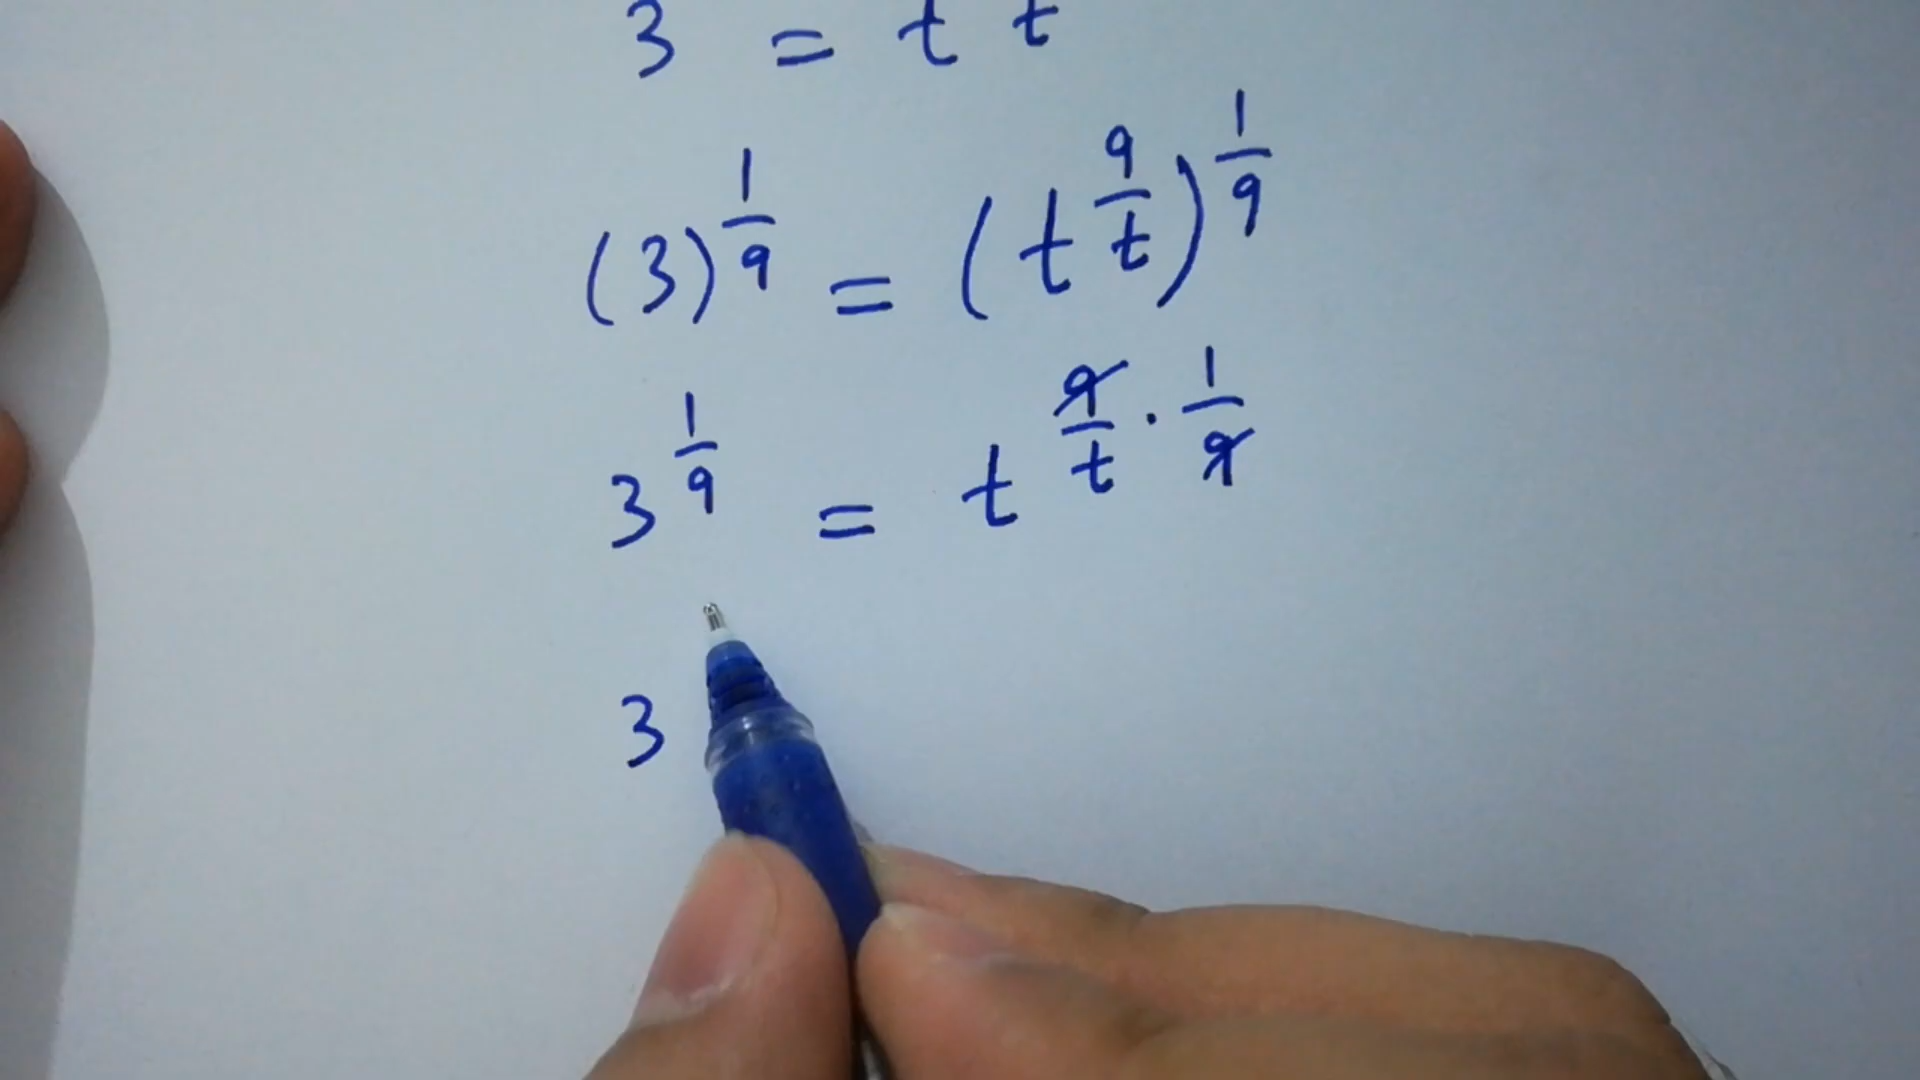 3 = t t
(3)^(1/9) = (t^(9/t))^(1/9)
3^(1/9) = t^(9/t · 1/9)
3